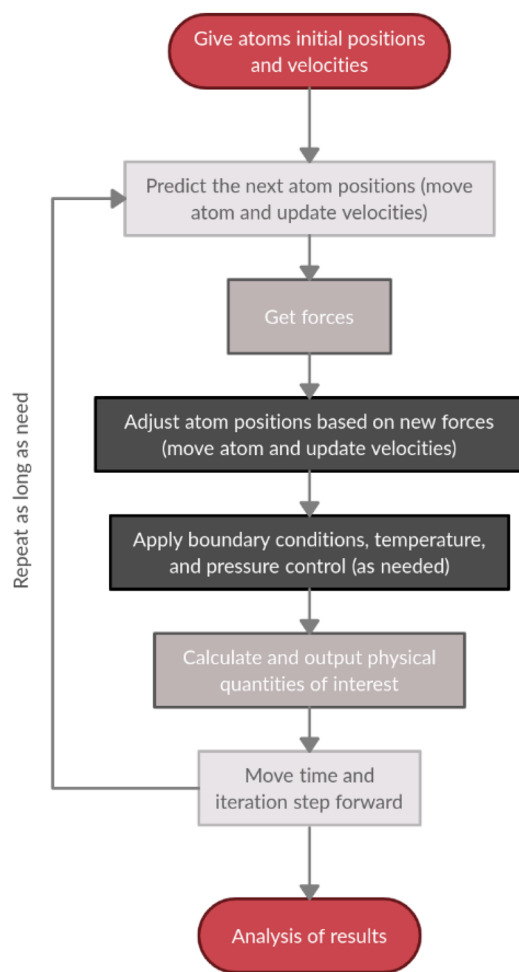 Give atoms initial positions
and velocities
Predict the next atom positions (move
atom and update velocities)
Get forces
Adjust atom positions based on new forces
(move atom and update velocities)
Apply boundary conditions, temperature,
and pressure control (as needed)
Calculate and output physical
quantities of interest
Move time and
iteration step forward
Repeat as long as need
Analysis of results